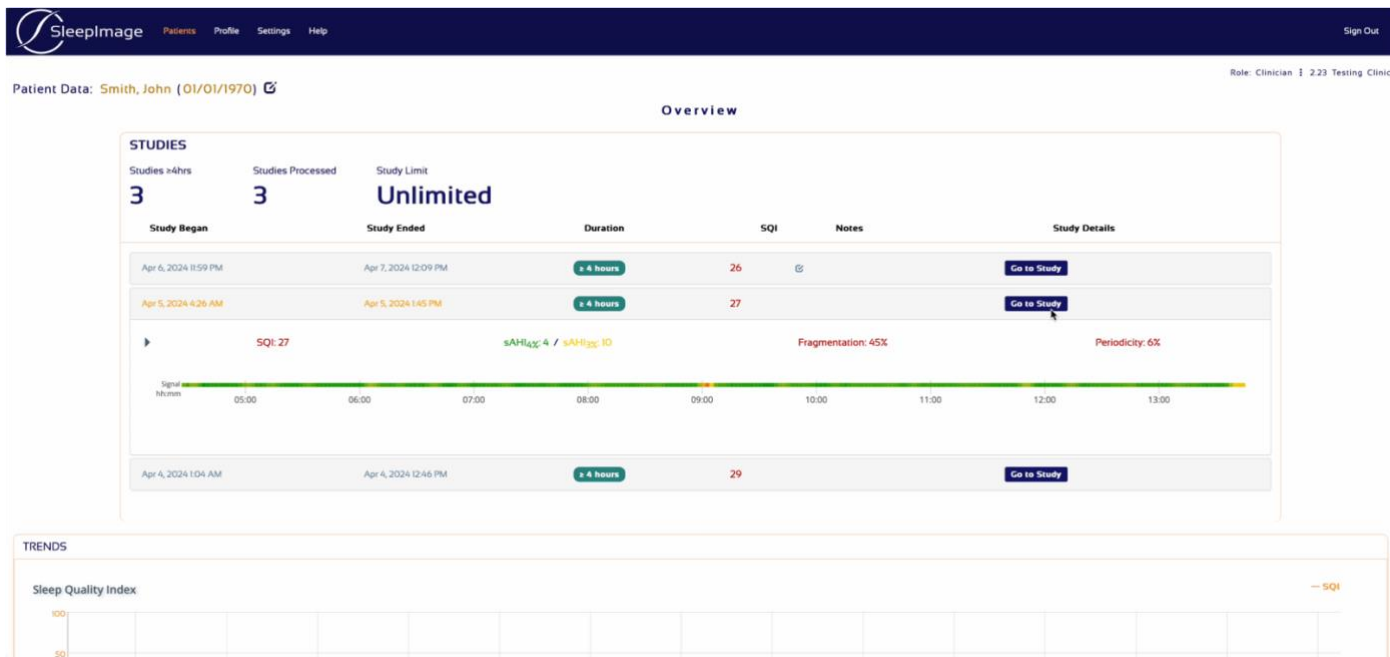 SleepImage Patients Profile Settings Help Sign Out
Role: Clinician ⁝ 2.23 Testing Clinic
Patient Data: Smith, John (01/01/1970)
Overview
STUDIES
Studies ≥4hrs Studies Processed Study Limit
3 3 Unlimited
Study Began Study Ended Duration SQI Notes Study Details
Apr 6, 2024 11:59 PM Apr 7, 2024 12:09 PM ≥ 4 hours 26 Go to Study
Apr 5, 2024 4:26 AM Apr 5, 2024 1:45 PM ≥ 4 hours 27 Go to Study
SQI: 27 sAHI4%: 4 / sAHI3%: 10 Fragmentation: 45% Periodicity: 6%
Signal
hh:mm 05:00 06:00 07:00 08:00 09:00 10:00 11:00 12:00 13:00
Apr 4, 2024 1:04 AM Apr 4, 2024 12:46 PM ≥ 4 hours 29 Go to Study
TRENDS
Sleep Quality Index — SQI
100
50